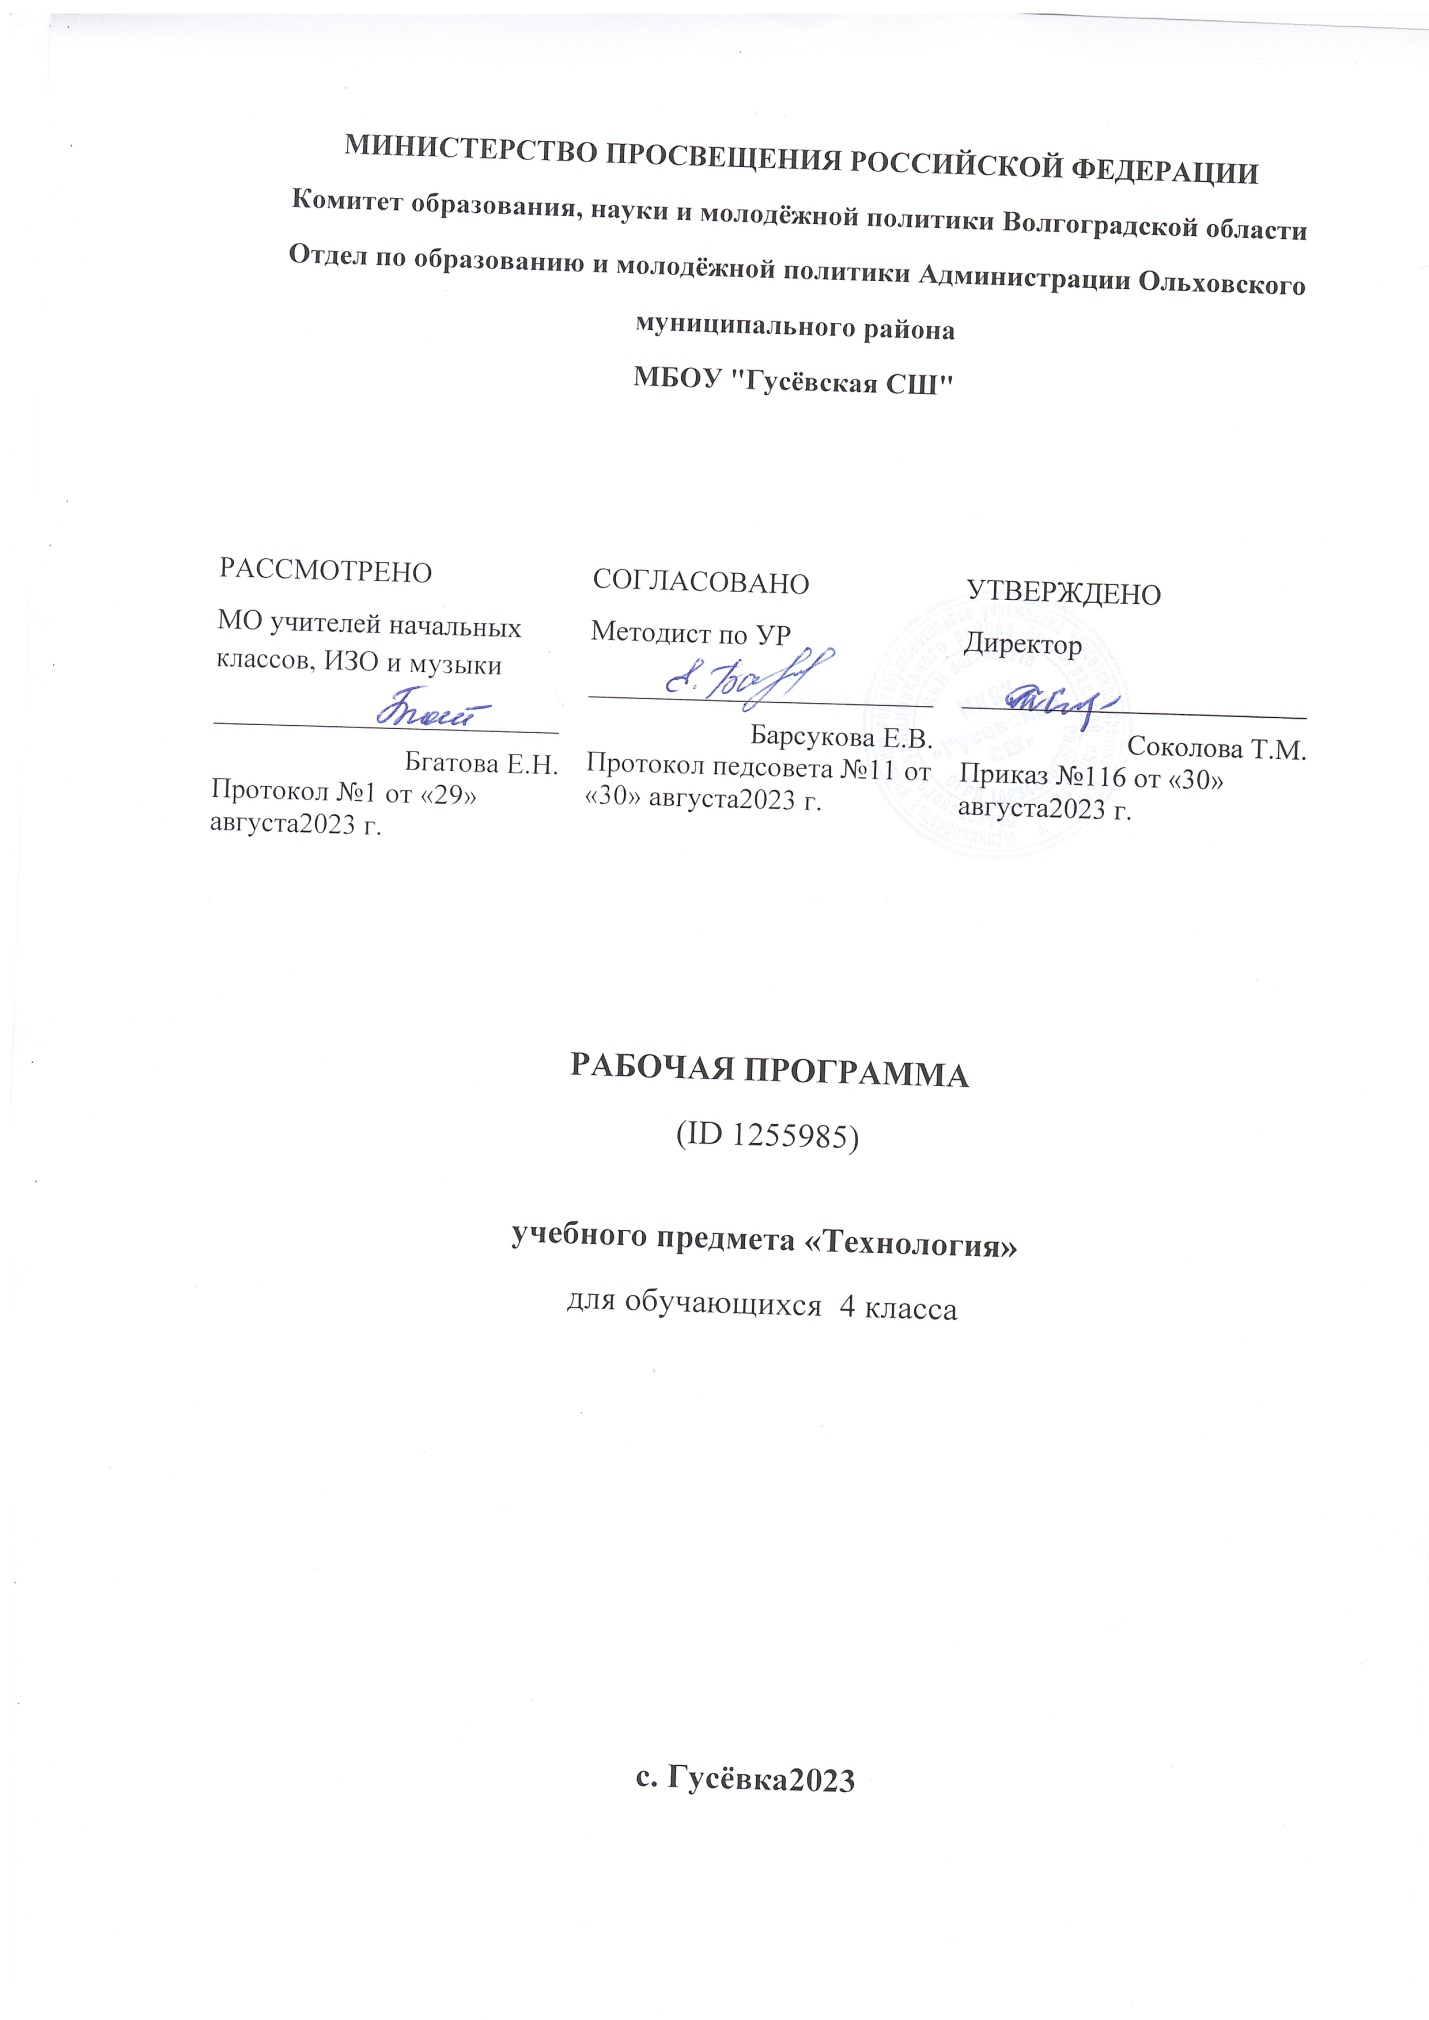 МИНИСТЕРСТВО ПРОСВЕЩЕНИЯ РОССИЙСКОЙ ФЕДЕРАЦИИ
Комитет образования, науки и молодёжной политики Волгоградской области
Отдел по образованию и молодёжной политики Администрации Ольховского
муниципального района
МБОУ "Гусёвская СШ"
РАССМОТРЕНО
МО учителей начальных
классов, ИЗО и музыки
Бгатова Е.Н.
Протокол №1 от «29»
августа2023 г.
СОГЛАСОВАНО
Методист по УР
Барсукова Е.В.
Протокол педсовета №11 от
«30» августа2023 г.
УТВЕРЖДЕНО
Директор
Соколова Т.М.
Приказ №116 от «30»
августа2023 г.
РАБОЧАЯ ПРОГРАММА
(ID 1255985)
учебного предмета «Технология»
для обучающихся 4 класса
с. Гусёвка2023